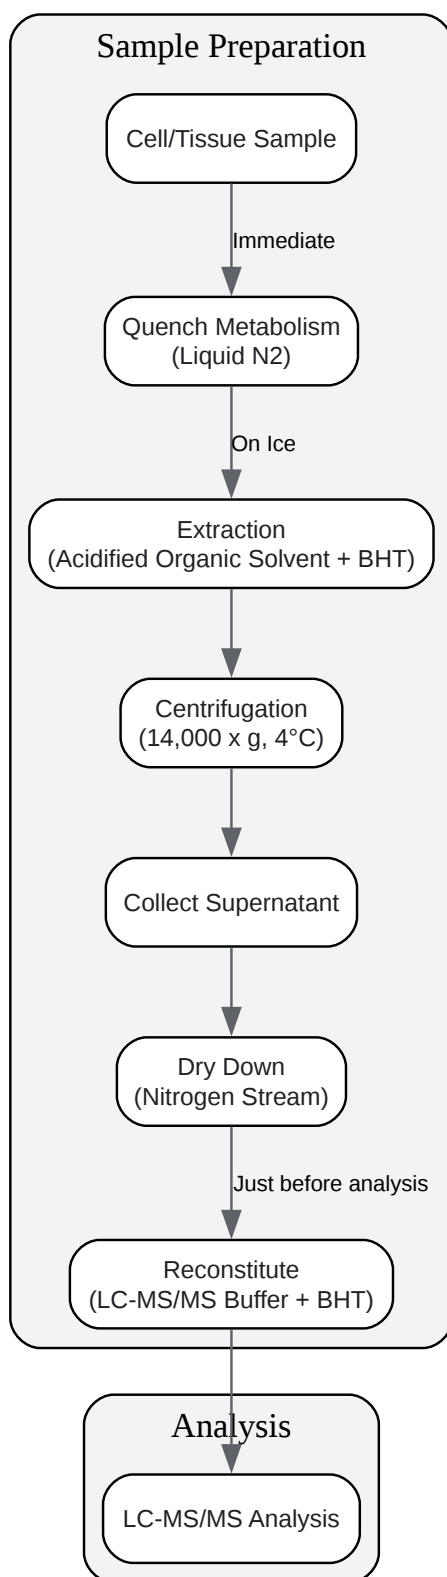 Sample Preparation
Cell/Tissue Sample
Immediate
Quench Metabolism
(Liquid N2)
On Ice
Extraction
(Acidified Organic Solvent + BHT)
Centrifugation
(14,000 x g, 4°C)
Collect Supernatant
Dry Down
(Nitrogen Stream)
Just before analysis
Reconstitute
(LC-MS/MS Buffer + BHT)
Analysis
LC-MS/MS Analysis